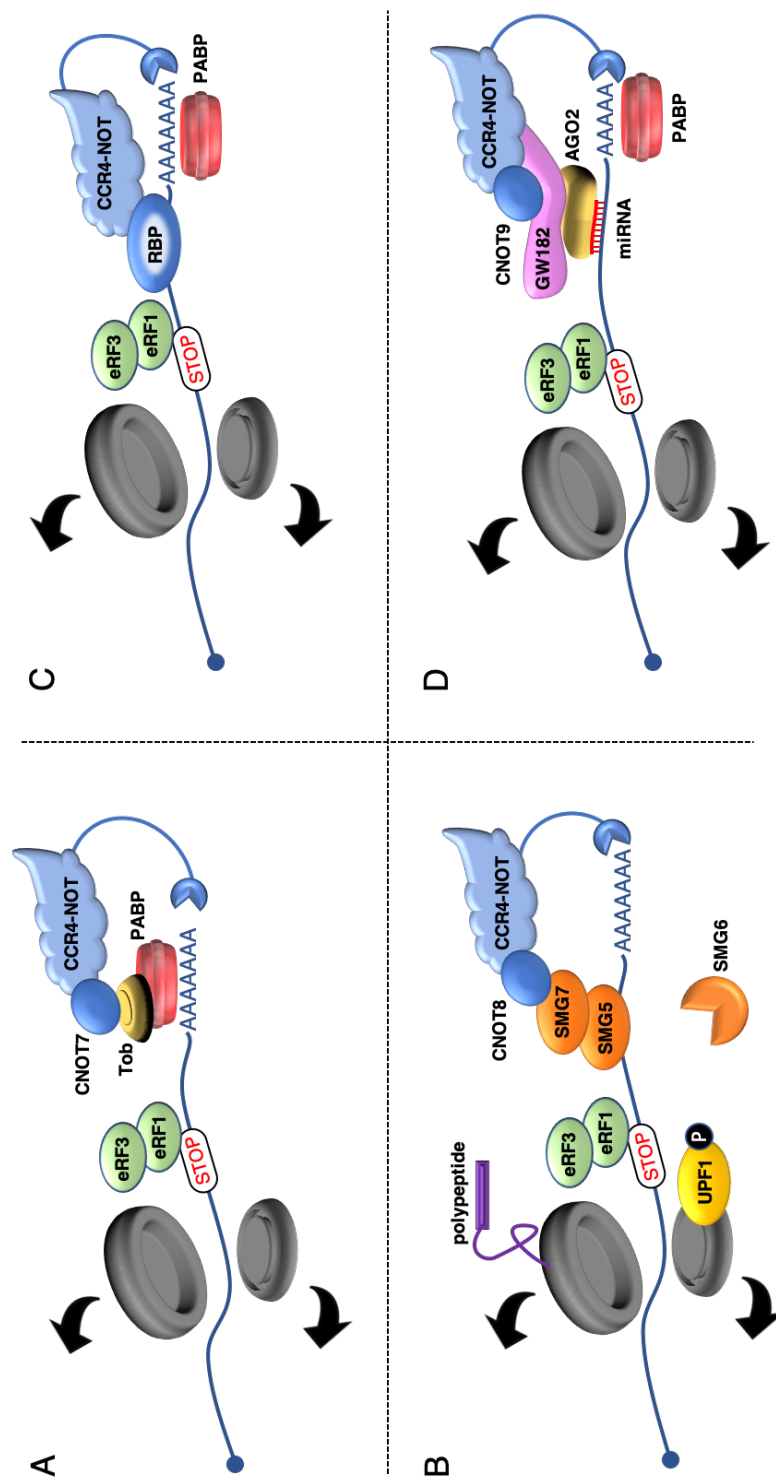 A
CCR4-NOT
CNOT7
Tob
PABP
AAAAAAA
eRF3
eRF1
STOP
C
CCR4-NOT
RBP
PABP
AAAAAAA
eRF3
eRF1
STOP
B
polypeptide
CCR4-NOT
CNOT8
SMG7
SMG5
AAAAAAA
eRF3
eRF1
STOP
UPF1
P
SMG6
D
CCR4-NOT
CNOT9
GW182
AGO2
AAAAA
miRNA
PABP
eRF3
eRF1
STOP